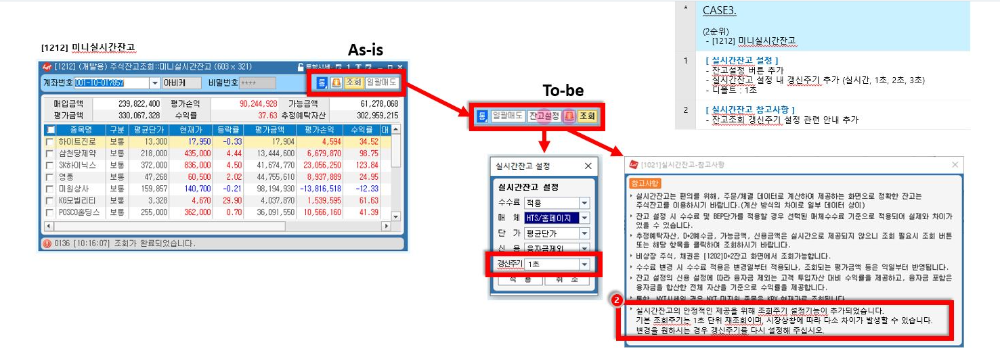 *
CASE3.
(2순위)
- [1212] 미니실시간잔고
1
[ 실시간잔고 설정 ]
- 잔고설정 버튼 추가
- 실시간잔고 설정 내 갱신주기 추가 (실시간, 1초, 2초, 3초)
- 디폴트 : 1초
2
[ 실시간잔고 참고사항 ]
- 잔고조회 갱신주기 설정 관련 안내 추가
[1212] 미니실시간잔고
As-is
[1212] (개발용) 주식잔고조회::미니실시간잔고 (603 x 321)
계좌번호 001-10-017857 아비케 비밀번호 **** 통 조회 일괄매도
매입금액 239,822,400 평가손익 90,244,928 가능금액 61,278,068
평가금액 330,067,328 수익률 37.63 추정예탁자산 302,959,215
종목명 구분 평균단가 현재가 등락률 평가금액 평가손익 수익률 대
하이트진로 보통 13,300 17,950 -0.33 17,904 4,594 34.52
삼천당제약 보통 218,000 435,000 4.44 13,444,600 6,679,870 98.75
SK하이닉스 보통 372,000 836,000 4.50 41,674,770 23,056,250 123.84
영풍 보통 47,268 60,500 2.02 44,755,610 8,937,889 24.95
미원상사 보통 159,857 140,700 -0.21 98,194,930 -13,816,518 -12.33
KG모빌리티 보통 3,328 4,670 29.90 4,037,870 1,539,595 61.63
POSCO홀딩스 보통 255,000 362,000 0.70 36,091,550 10,566,160 41.39
0136 [10:16:07] 조회가 완료되었습니다.
To-be
통 일괄매도 잔고설정 조회
실시간잔고 설정
실시간잔고 설정
수수료 적용
매 체 HTS/홈페이지
단 가 평균단가
신 용 융자금제외
갱신주기 1초
적 용 취 소
[1021]실시간잔고-참고사항
참고사항
실시간잔고는 편의를 위해, 주문/체결 데이터로 계산하여 제공하는 화면으로 정확한 잔고는
주식잔고를 이용하시기 바랍니다.(계산 방식의 차이로 일부 데이터 상이)
잔고 설정 시 수수료 및 BEP단가를 적용할 경우 선택된 매체수수료 기준으로 적용되어 실제와 차이가
있을 수 있습니다.
추정예탁자산, D+2예수금, 가능금액, 신용금액은 실시간으로 제공되지 않으니 조회 필요시 조회 버튼
또는 해당 항목을 클릭하여 조회하시기 바랍니다.
비상장 주식, 채권은 [1202]D+2잔고 화면에서 조회가능합니다.
수수료 변경 시 수수료 적용은 변경일부터 적용되나, 조회되는 평가금액 등은 익일부터 반영됩니다.
잔고 설정의 신용 설정에 따라 융자금 제외는 고객 투입자산 대비 수익률을 제공하고, 융자금 포함은
융자금을 합산한 전체 자산을 기준으로 수익률을 제공합니다.
통합, NXT시세일 경우 NXT 미지원 종목은 KRX 현재가로 조회됩니다
2
실시간잔고의 안정적인 제공을 위해 조회주기 설정기능이 추가되었습니다.
기본 조회주기는 1초 단위 재조회이며, 시장상황에 따라 다소 차이가 발생할 수 있습니다.
변경을 원하시는 경우 갱신주기를 다시 설정해 주십시오.